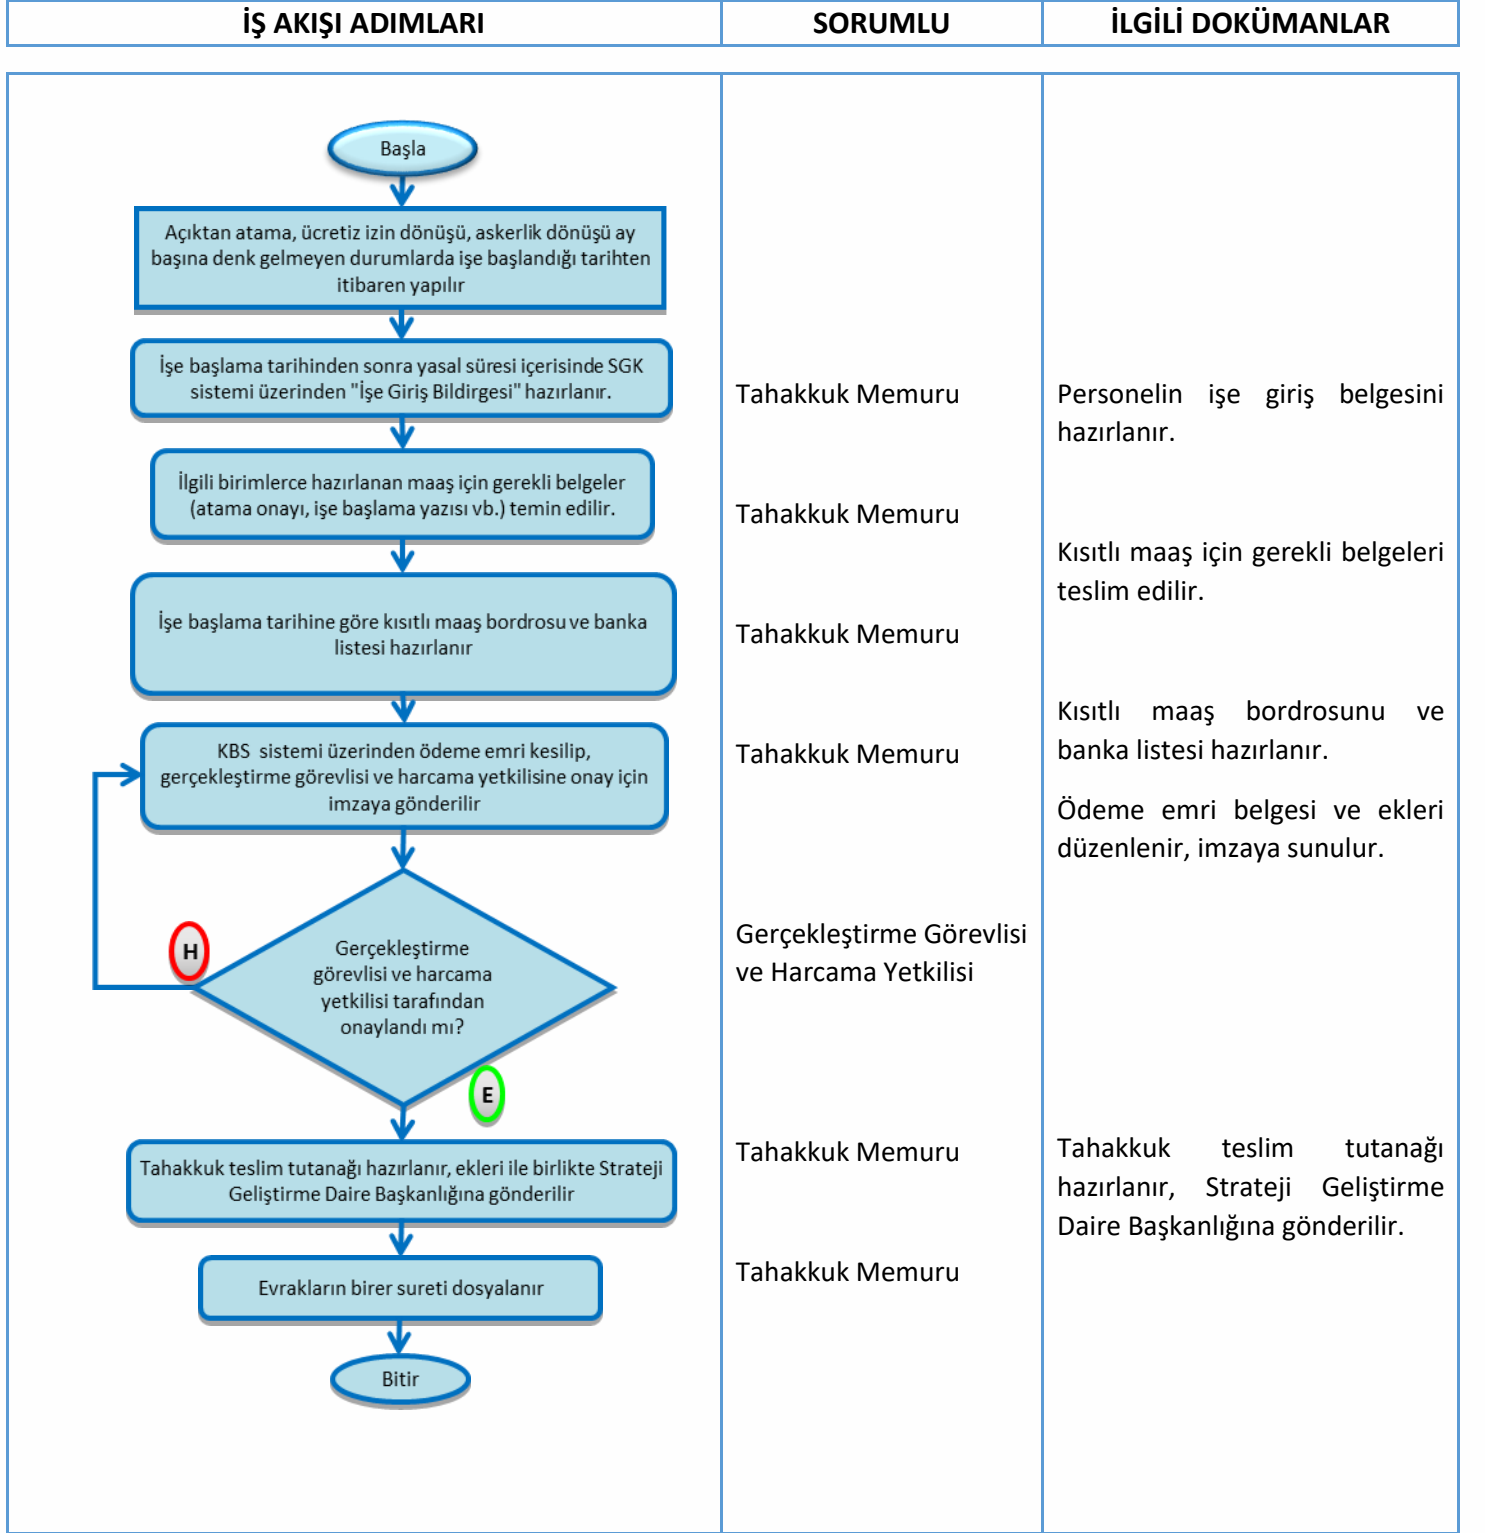 İŞ AKIŞI ADIMLARI
SORUMLU
İLGİLİ DOKÜMANLAR
Başla
Açıktan atama, ücretiz izin dönüşü, askerlik dönüşü ay
başına denk gelmeyen durumlarda işe başlandığı tarihten
itibaren yapılır
İşe başlama tarihinden sonra yasal süresi içerisinde SGK
sistemi üzerinden "İşe Giriş Bildirgesi" hazırlanır.
İlgili birimlerce hazırlanan maaş için gerekli belgeler
(atama onayı, işe başlama yazısı vb.) temin edilir.
İşe başlama tarihine göre kısıtlı maaş bordrosu ve banka
listesi hazırlanır
KBS sistemi üzerinden ödeme emri kesilip,
gerçekleştirme görevlisi ve harcama yetkilisine onay için
imzaya gönderilir
H
Gerçekleştirme
görevlisi ve harcama
yetkilisi tarafından
onaylandı mı?
E
Tahakkuk teslim tutanağı hazırlanır, ekleri ile birlikte Strateji
Geliştirme Daire Başkanlığına gönderilir
Evrakların birer sureti dosyalanır
Bitir
Tahakkuk Memuru
Tahakkuk Memuru
Tahakkuk Memuru
Tahakkuk Memuru
Gerçekleştirme Görevlisi
ve Harcama Yetkilisi
Tahakkuk Memuru
Tahakkuk Memuru
Personelin işe giriş belgesini
hazırlanır.
Kısıtlı maaş için gerekli belgeleri
teslim edilir.
Kısıtlı maaş bordrosunu ve
banka listesi hazırlanır.
Ödeme emri belgesi ve ekleri
düzenlenir, imzaya sunulur.
Tahakkuk teslim tutanağı
hazırlanır, Strateji Geliştirme
Daire Başkanlığına gönderilir.